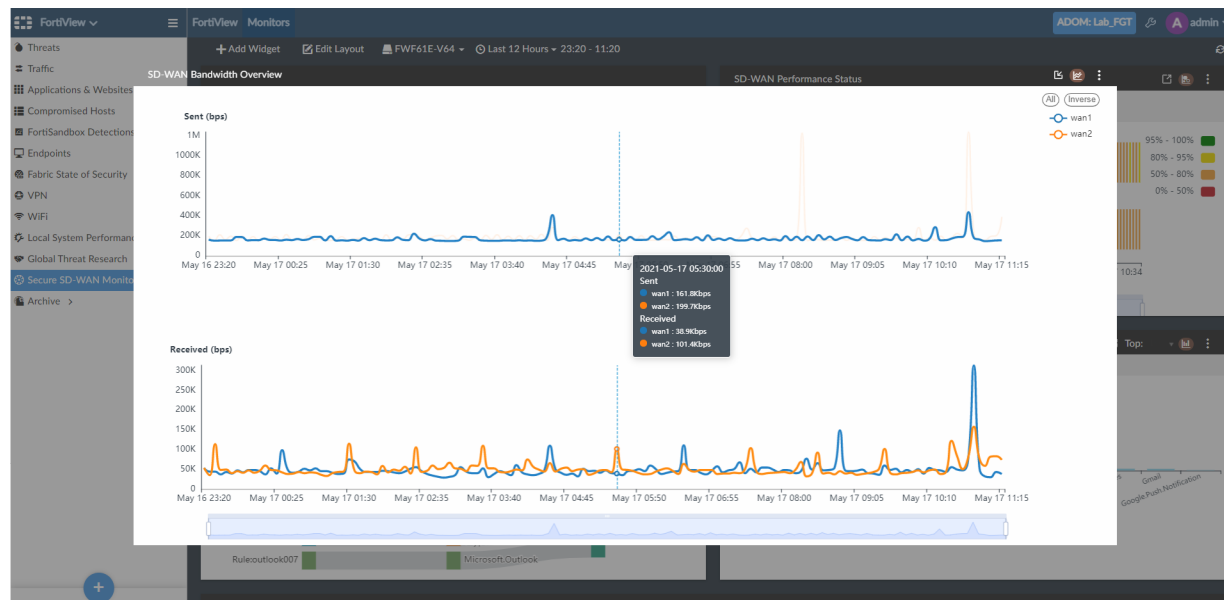 FortiView
FortiView Monitors
ADOM: Lab_FGT
A admin
Threats
Traffic
Applications & Websites
Compromised Hosts
FortiSandbox Detections
Endpoints
Fabric State of Security
VPN
WiFi
Local System Performan
Global Threat Research
Secure SD-WAN Monito
Archive
+ Add Widget
Edit Layout
FWF61E-V64
Last 12 Hours
23:20 - 11:20
SD-WAN Bandwidth Overview
SD-WAN Performance Status
All
Inverse
wan1
wan2
Sent (bps)
1M
1000K
800K
600K
400K
200K
0
May 16 23:20 May 17 00:25 May 17 01:30 May 17 02:35 May 17 03:40 May 17 04:45 May 55 May 17 08:00 May 17 09:05 May 17 10:10 May 17 11:15
2021-05-17 05:30:00
Sent
wan1 : 161.8Kbps
wan2 : 199.7Kbps
Received
wan1 : 38.9Kbps
wan2 : 101.4Kbps
Received (bps)
300K
250K
200K
150K
100K
50K
0
May 16 23:20 May 17 00:25 May 17 01:30 May 17 02:35 May 17 03:40 May 17 04:45 May 17 05:50 May 17 06:55 May 17 08:00 May 17 09:05 May 17 10:10 May 17 11:15
95% - 100%
80% - 95%
50% - 80%
0% - 50%
10:34
Top:
Gmail
Google.Push.Notification
Rule:outlook007
Microsoft.Outlook